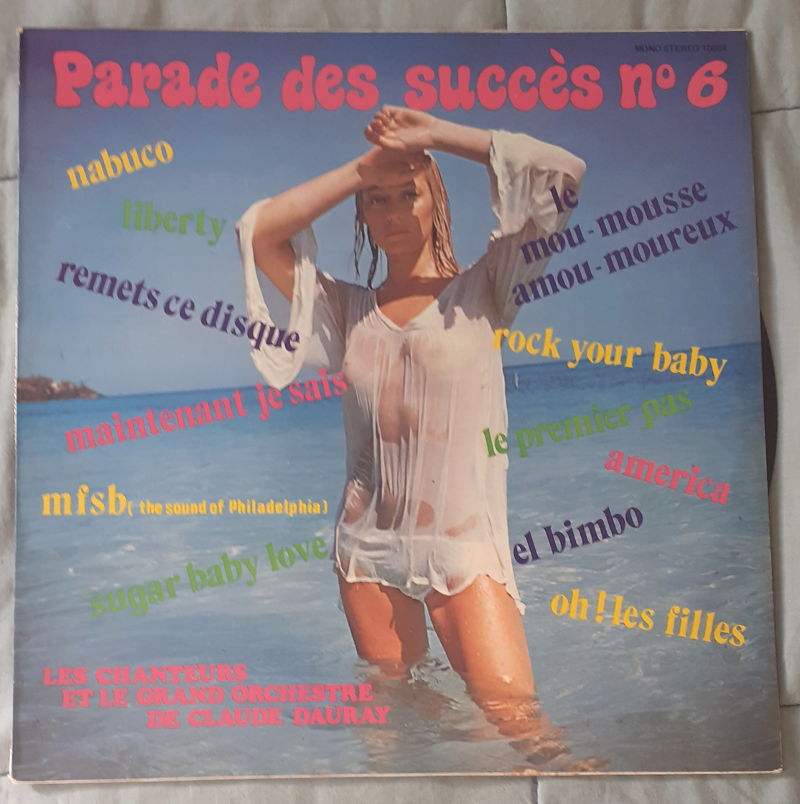 MONO STEREO
Parade des succès nº 6
nabuco
liberty
remets ce disque
maintenant je sais
mfsb ( the sound of Philadelphia )
sugar baby love
le
mou-mousse
amou-moureux
rock your baby
le premier pas
america
el bimbo
oh! les filles
LES CHANTEURS
ET LE GRAND ORCHESTRE
DE CLAUDE DAURAY